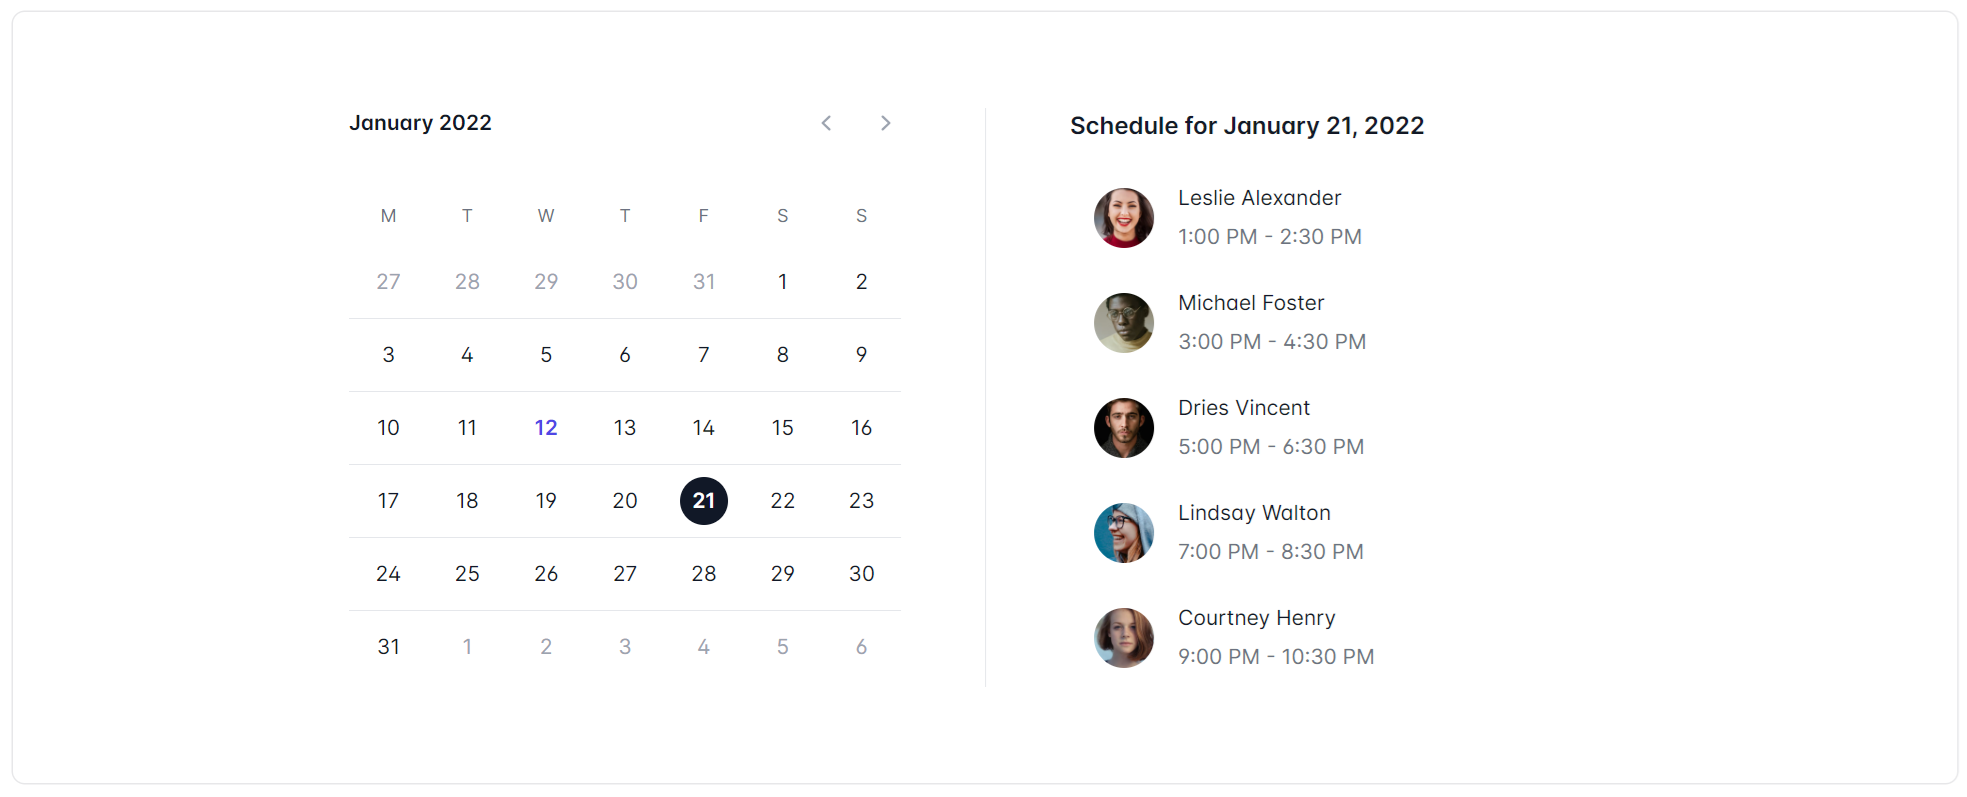 January 2022
M T W T F S S
27 28 29 30 31 1 2
3 4 5 6 7 8 9
10 11 12 13 14 15 16
17 18 19 20 21 22 23
24 25 26 27 28 29 30
31 1 2 3 4 5 6
Schedule for January 21, 2022
Leslie Alexander
1:00 PM - 2:30 PM
Michael Foster
3:00 PM - 4:30 PM
Dries Vincent
5:00 PM - 6:30 PM
Lindsay Walton
7:00 PM - 8:30 PM
Courtney Henry
9:00 PM - 10:30 PM